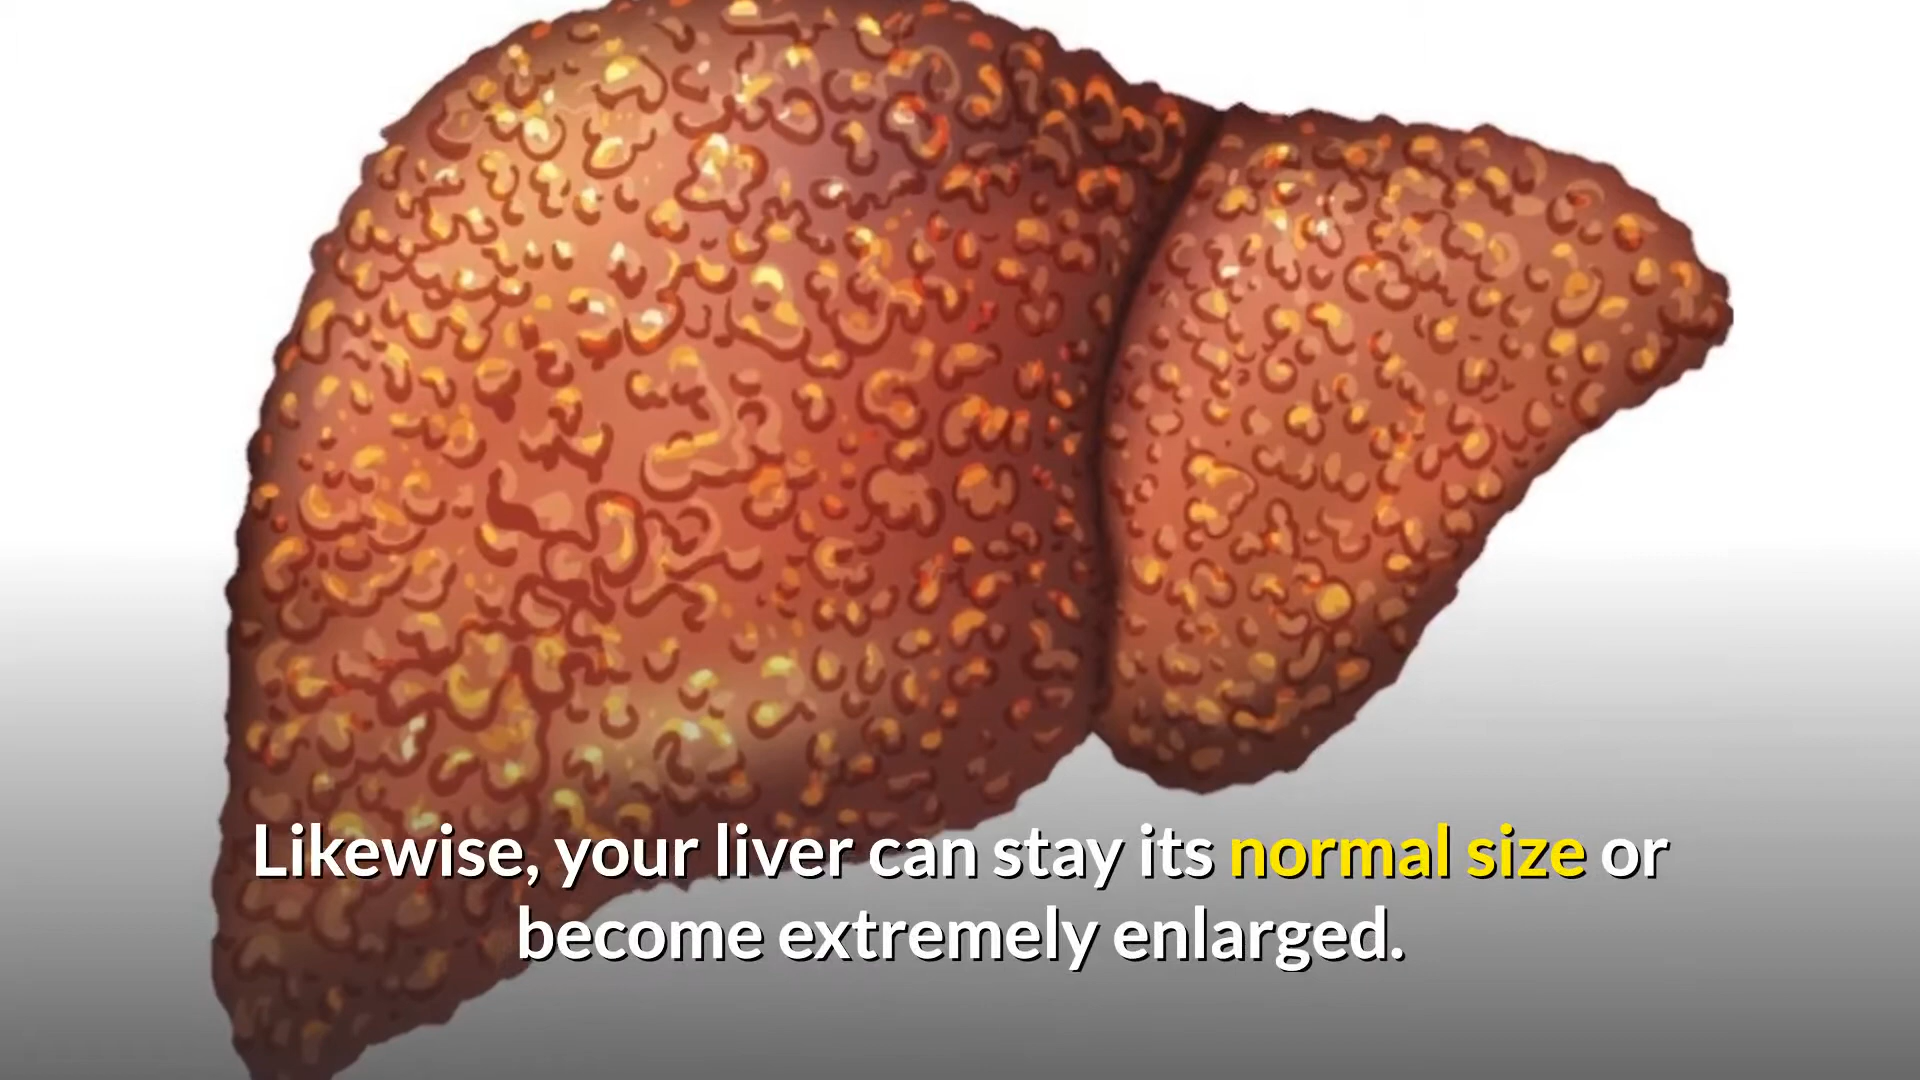 Likewise, your liver can stay its normal size or
become extremely enlarged.